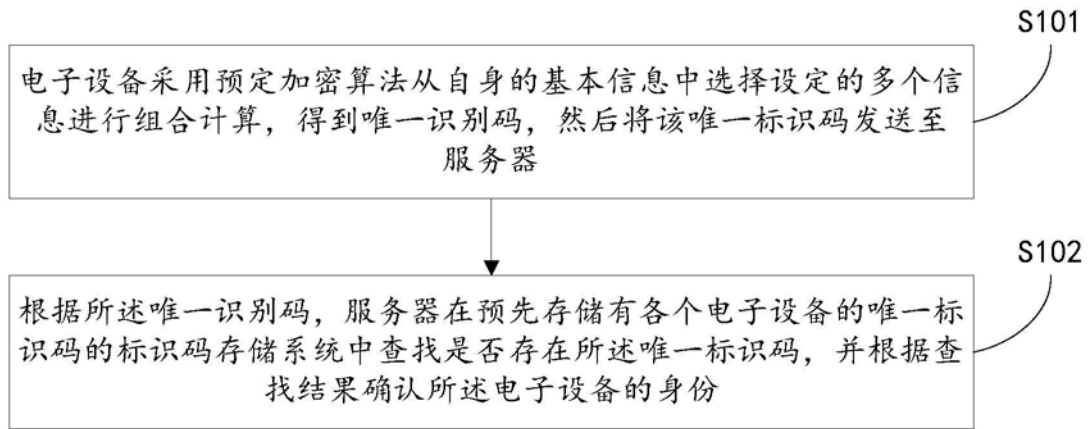 S101
电子设备采用预定加密算法从自身的基本信息中选择设定的多个信
息进行组合计算，得到唯一识别码，然后将该唯一标识码发送至
服务器
S102
根据所述唯一识别码，服务器在预先存储有各个电子设备的唯一标
识码的标识码存储系统中查找是否存在所述唯一标识码，并根据查
找结果确认所述电子设备的身份